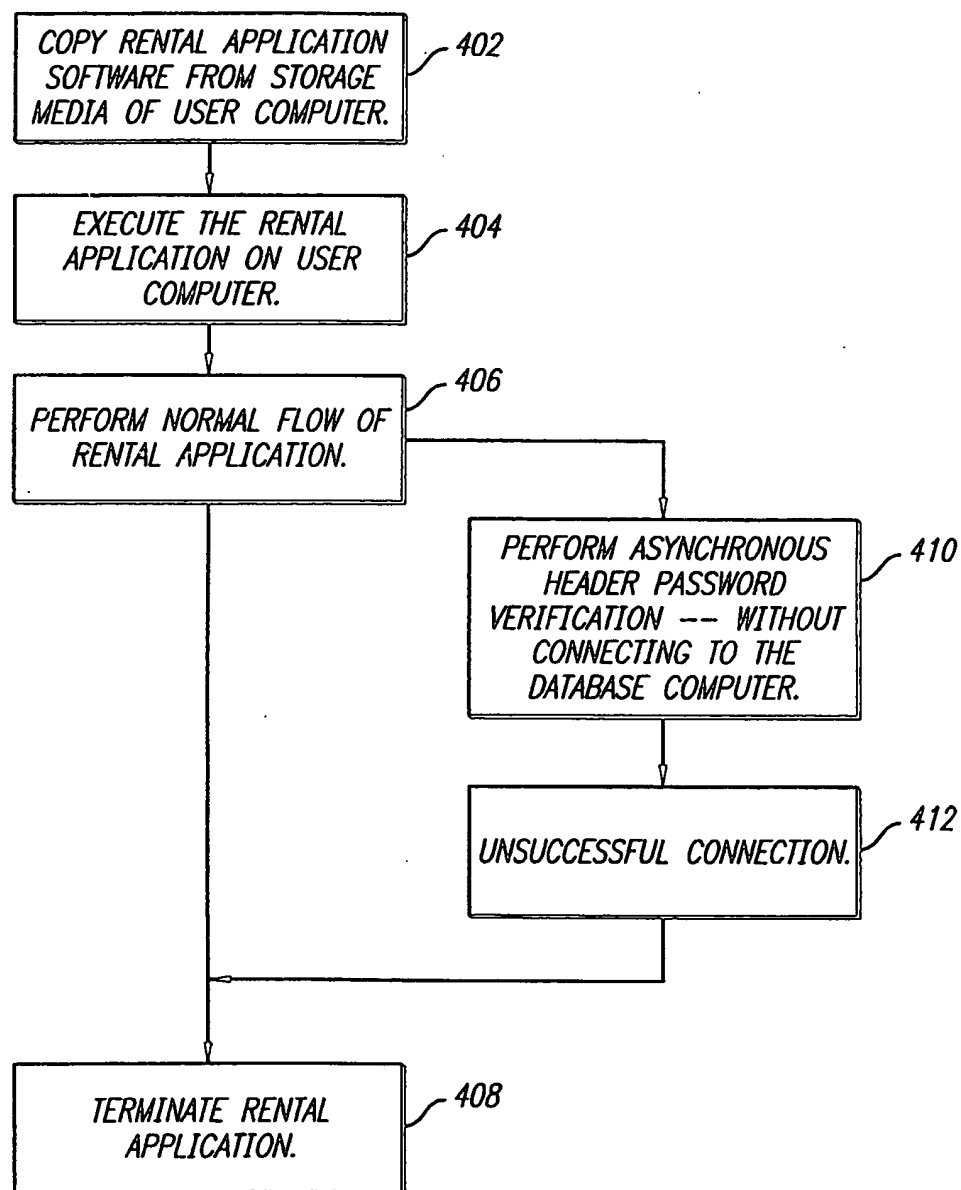 COPY RENTAL APPLICATION
SOFTWARE FROM STORAGE
MEDIA OF USER COMPUTER.
402
EXECUTE THE RENTAL
APPLICATION ON USER
COMPUTER.
404
PERFORM NORMAL FLOW OF
RENTAL APPLICATION.
406
PERFORM ASYNCHRONOUS
HEADER PASSWORD
VERIFICATION -- WITHOUT
CONNECTING TO THE
DATABASE COMPUTER.
410
UNSUCCESSFUL CONNECTION.
412
TERMINATE RENTAL
APPLICATION.
408